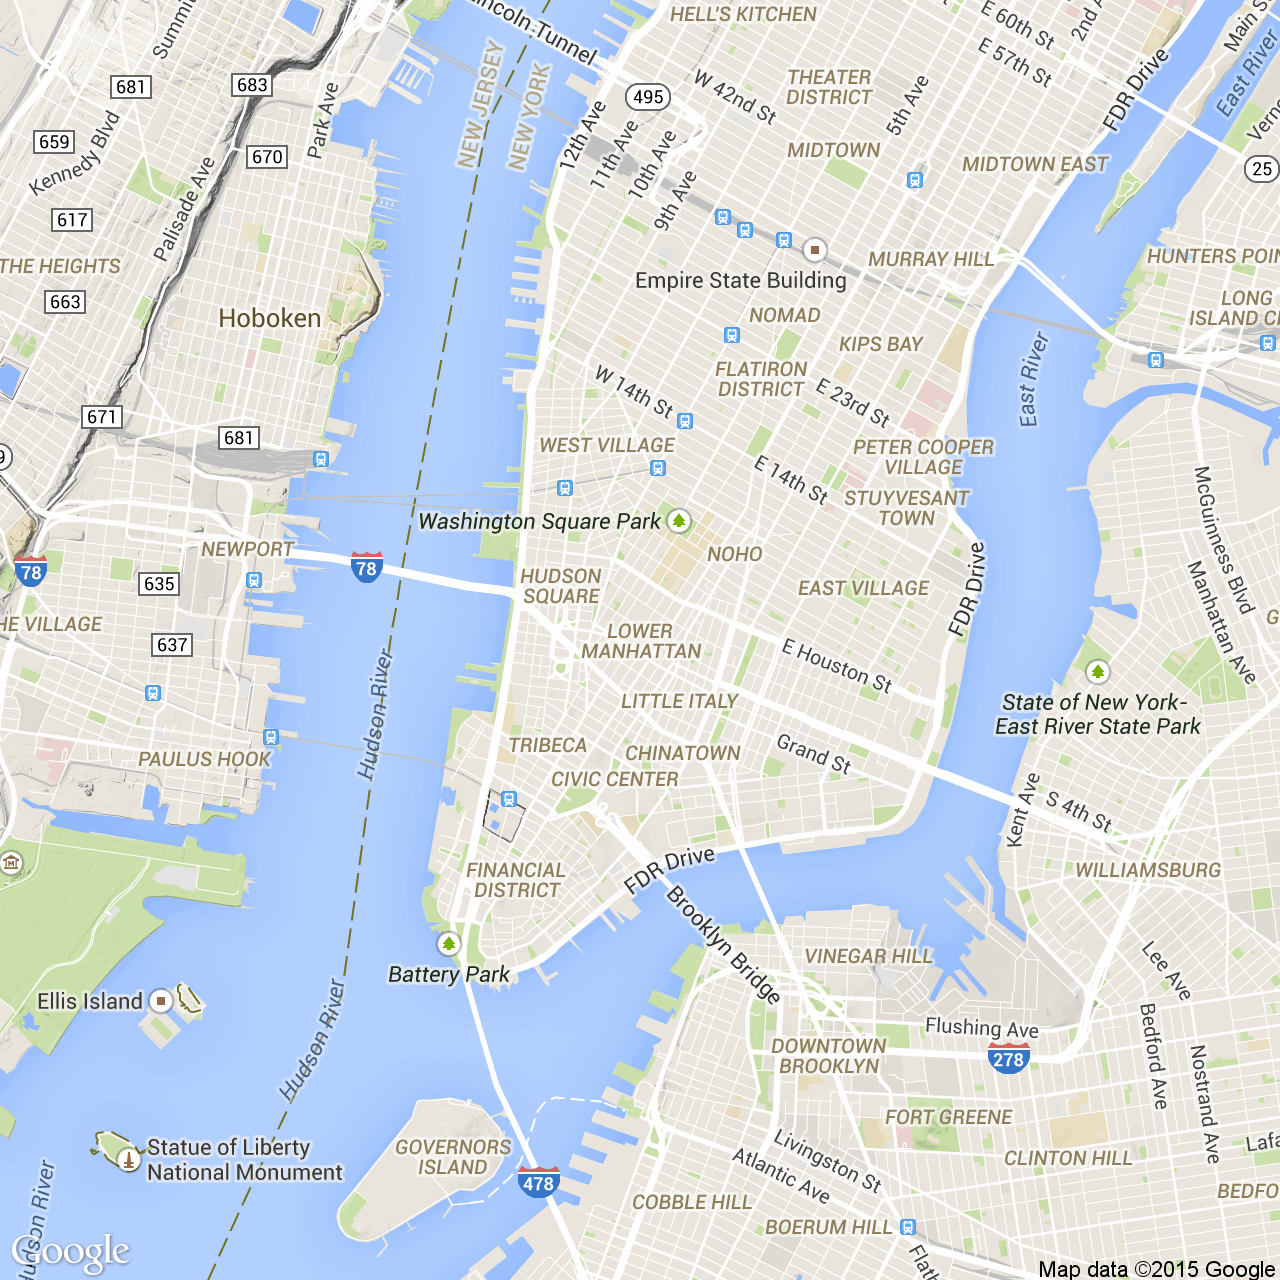 Summi
Lincoln Tunnel
HELL'S KITCHEN
E 60th St
2nd A
Main S
E 57th St
East River
681
683
Park Ave
NEW JERSEY
NEW YORK
495
W 42nd St
THEATER
DISTRICT
5th Ave
FDR Drive
Vern
659
Kennedy Blvd
670
Palisade Ave
12th Ave
11th Ave
10th Ave
9th Ave
MIDTOWN
MIDTOWN EAST
25
617
THE HEIGHTS
663
Hoboken
Empire State Building
MURRAY HILL
HUNTERS POIN
LONG
ISLAND CI
NOMAD
KIPS BAY
East River
FLATIRON
DISTRICT
W 14th St
E 23rd St
671
681
9
WEST VILLAGE
PETER COOPER
VILLAGE
E 14th St
STUYVESANT
TOWN
McGuinness Blvd
Washington Square Park
NEWPORT
78
78
NOHO
635
HUDSON
SQUARE
EAST VILLAGE
FDR Drive
Manhattan Ave
G
HE VILLAGE
637
LOWER
MANHATTAN
E Houston St
Hudson River
LITTLE ITALY
State of New York-
East River State Park
PAULUS HOOK
TRIBECA
CHINATOWN
Grand St
CIVIC CENTER
Kent Ave
S 4th St
FINANCIAL
DISTRICT
FDR Drive
WILLIAMSBURG
Brooklyn Bridge
VINEGAR HILL
Lee Ave
Battery Park
Ellis Island
Hudson River
Flushing Ave
Bedford Ave
Nostrand Ave
DOWNTOWN
BROOKLYN
278
FORT GREENE
Statue of Liberty
National Monument
GOVERNORS
ISLAND
Livingston St
Atlantic Ave
CLINTON HILL
Lafa
478
COBBLE HILL
BEDFO
BOERUM HILL
Hudson River
Flatb
Google
Map data ©2015 Google